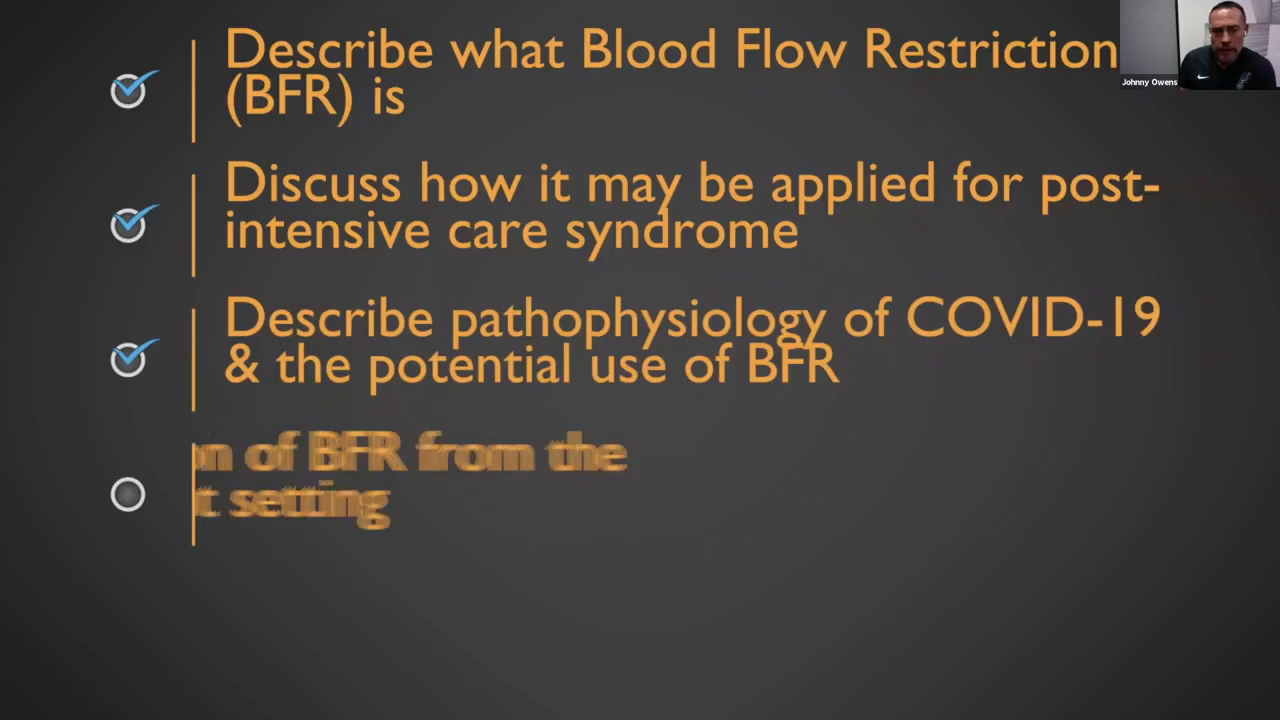 Describe what Blood Flow Restriction
(BFR) is
Johnny Owens
Discuss how it may be applied for post-
intensive care syndrome
Describe pathophysiology of COVID-19
& the potential use of BFR
of BFR from the
setting